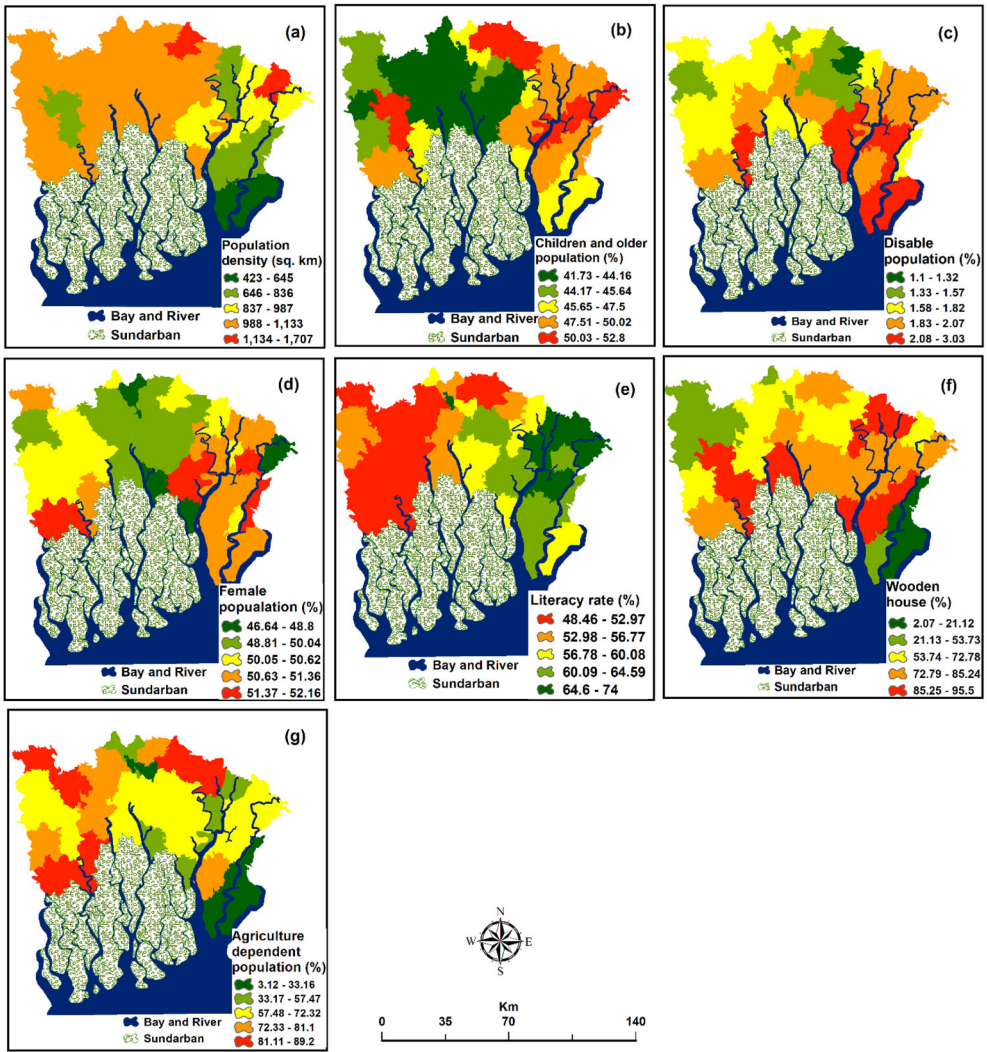 (a)
Population
density (sq. km)
423 - 645
646 - 836
837 - 987
988 - 1,133
1,134 - 1,707
Bay and River
Sundarban
(b)
Children and older
population (%)
41.73 - 44.16
44.17 - 45.64
45.65 - 47.5
47.51 - 50.02
50.03 - 52.8
Bay and River
Sundarban
(c)
Disable
population (%)
1.1 - 1.32
1.33 - 1.57
1.58 - 1.82
1.83 - 2.07
2.08 - 3.03
Bay and River
Sundarban
(d)
Female
popualation (%)
46.64 - 48.8
48.81 - 50.04
50.05 - 50.62
50.63 - 51.36
51.37 - 52.16
Bay and River
Sundarban
(e)
Literacy rate (%)
48.46 - 52.97
52.98 - 56.77
56.78 - 60.08
60.09 - 64.59
64.6 - 74
Bay and River
Sundarban
(f)
Wooden
house (%)
2.07 - 21.12
21.13 - 53.73
53.74 - 72.78
72.79 - 85.24
85.25 - 95.5
Bay and River
Sundarban
(g)
Agriculture
dependent
population (%)
3.12 - 33.16
33.17 - 57.47
57.48 - 72.32
72.33 - 81.1
81.11 - 89.2
Bay and River
Sundarban
N
W E
S
Km
0 35 70 140